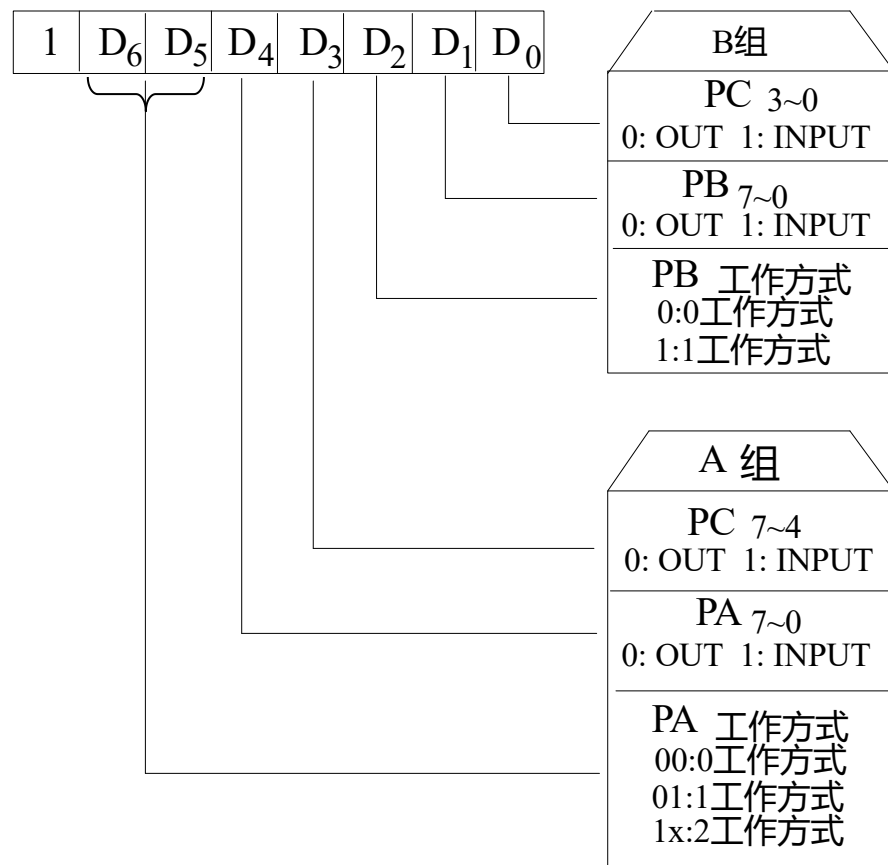 1 D6 D5 D4 D3 D2 D1 D0
B组
PC 3~0
0: OUT 1: INPUT
PB 7~0
0: OUT 1: INPUT
PB 工作方式
0:0工作方式
1:1工作方式
A 组
PC 7~4
0: OUT 1: INPUT
PA 7~0
0: OUT 1: INPUT
PA 工作方式
00:0工作方式
01:1工作方式
1x:2工作方式